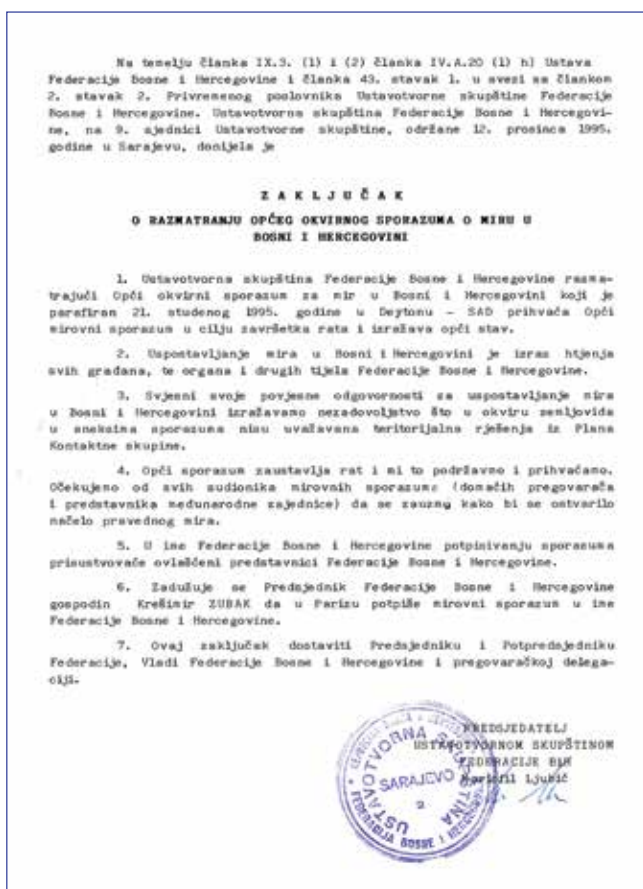 Na temelju članka IX.3. (1) i (2) članka IV.A.20 (1) h) Ustava
Federacije Bosne i Hercegovine i članka 43. stavak 1. u svezi sa člankom
2. stavak 2. Privremenog poslovnika Ustavotvorne skupštine Federacije
Bosne i Hercegovine. Ustavotvorna skupština Federacije Bosne i Hercegovi-
ne, na 9. sjednici Ustavotvorne skupštine, održane 12. prosinca 1995.
godine u Sarajevu, donijela je
Z A K L J U Č A K
O RAZMATRANJU OPĆEG OKVIRNOG SPORAZUMA O MIRU U
BOSNI I HERCEGOVINI
1. Ustavotvorna skupština Federacije Bosne i Hercegovine razma-
trajući Opći okvirni sporazum za mir u Bosni i Hercegovini koji je
parafiran 21. studenog 1995. godine u Deytonu - SAD prihvaća Opći
mirovni sporazum u cilju završetka rata i izražava opći stav.
2. Uspostavljanje mira u Bosni i Hercegovini je izraz htjenja
svih građana, te organa i drugih tijela Federacije Bosne i Hercegovine.
3. Svjesni svoje povjesne odgovornosti za uspostavljanje mira
u Bosni i Hercegovini izražavamo nezadovoljstvo što u okviru zemljovida
u aneksima sporazuma nisu uvažavana teritorijalna rješenja iz Plana
Kontaktne skupine.
4. Opći sporazum zaustavlja rat i mi to podržavmo i prihvaćamo.
Očekujemo od svih sudionika mirovnih sporazuma (domaćih pregovarača
i predstavnika međunarodne zajednice) da se zauzmu kako bi se ostvarilo
načelo pravednog mira.
5. U ime Federacije Bosne i Hercegovine potpisivanju sporazuma
prisustvovaće ovlašćeni predstavnici Federacije Bosne i Hercegovine.
6. Zadužuje se Predsjednik Federacije Bosne i Hercegovine
gospodin Krešimir ZUBAK da u Parizu potpiše mirovni sporazum u ime
Federacije Bosne i Hercegovine.
7. Ovaj zaključak dostaviti Predsjedniku i Potpredsjedniku
Federacije, Vladi Federacije Bosne i Hercegovine i pregovaračkoj delega-
ciji.
PREDSJEDATELJ
USTAVOTVORNOM SKUPŠTINOM
FEDERACIJE BiH
Mariofil Ljubić
USTAVOTVORNA SKUPŠTINA
SARAJEVO
2
FEDERACIJA BOSNE I HERCEGOVINE